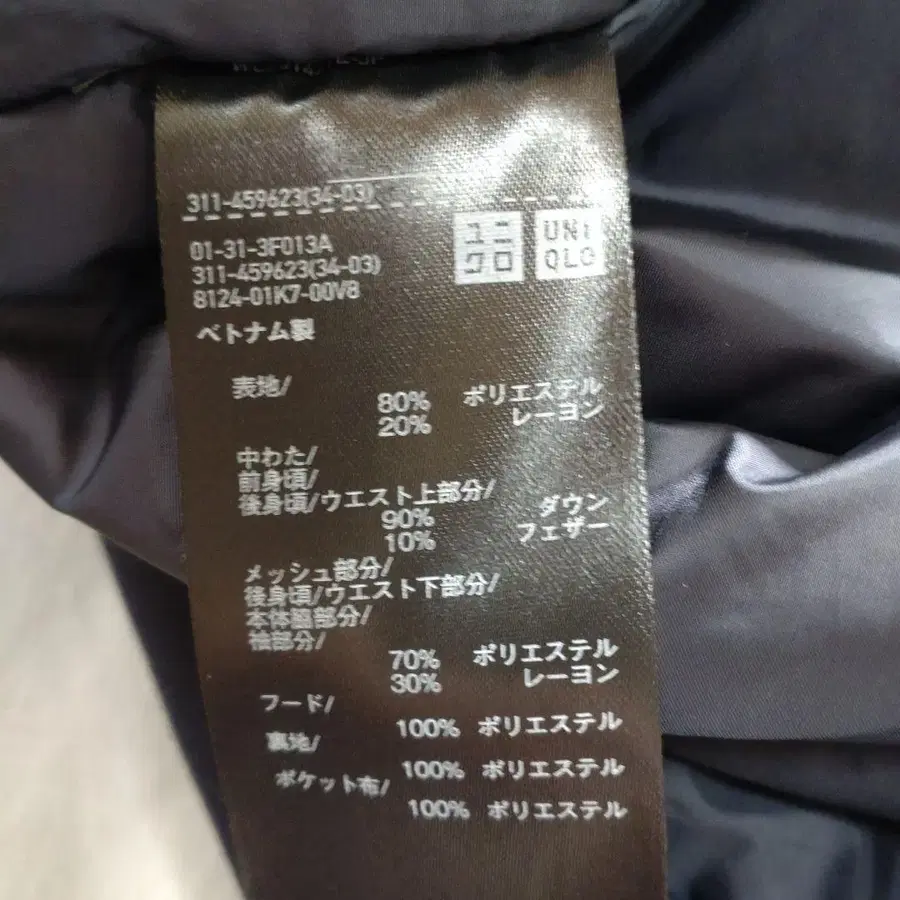 311-459623(34-03)
ユニクロ
UNIQLO
01-31-3F013A
311-459623(34-03)
8124-01K7-00V8
ベトナム製
表地/
80% ポリエステル
20% レーヨン
中わた/
前身頃/
後身頃/ウエスト上部分/
90% ダウン
10% フェザー
メッシュ部分/
後身頃/ウエスト下部分/
本体脇部分/
袖部分/
70% ポリエステル
30% レーヨン
フード/
100% ポリエステル
裏地/
100% ポリエステル
ポケット布/
100% ポリエステル